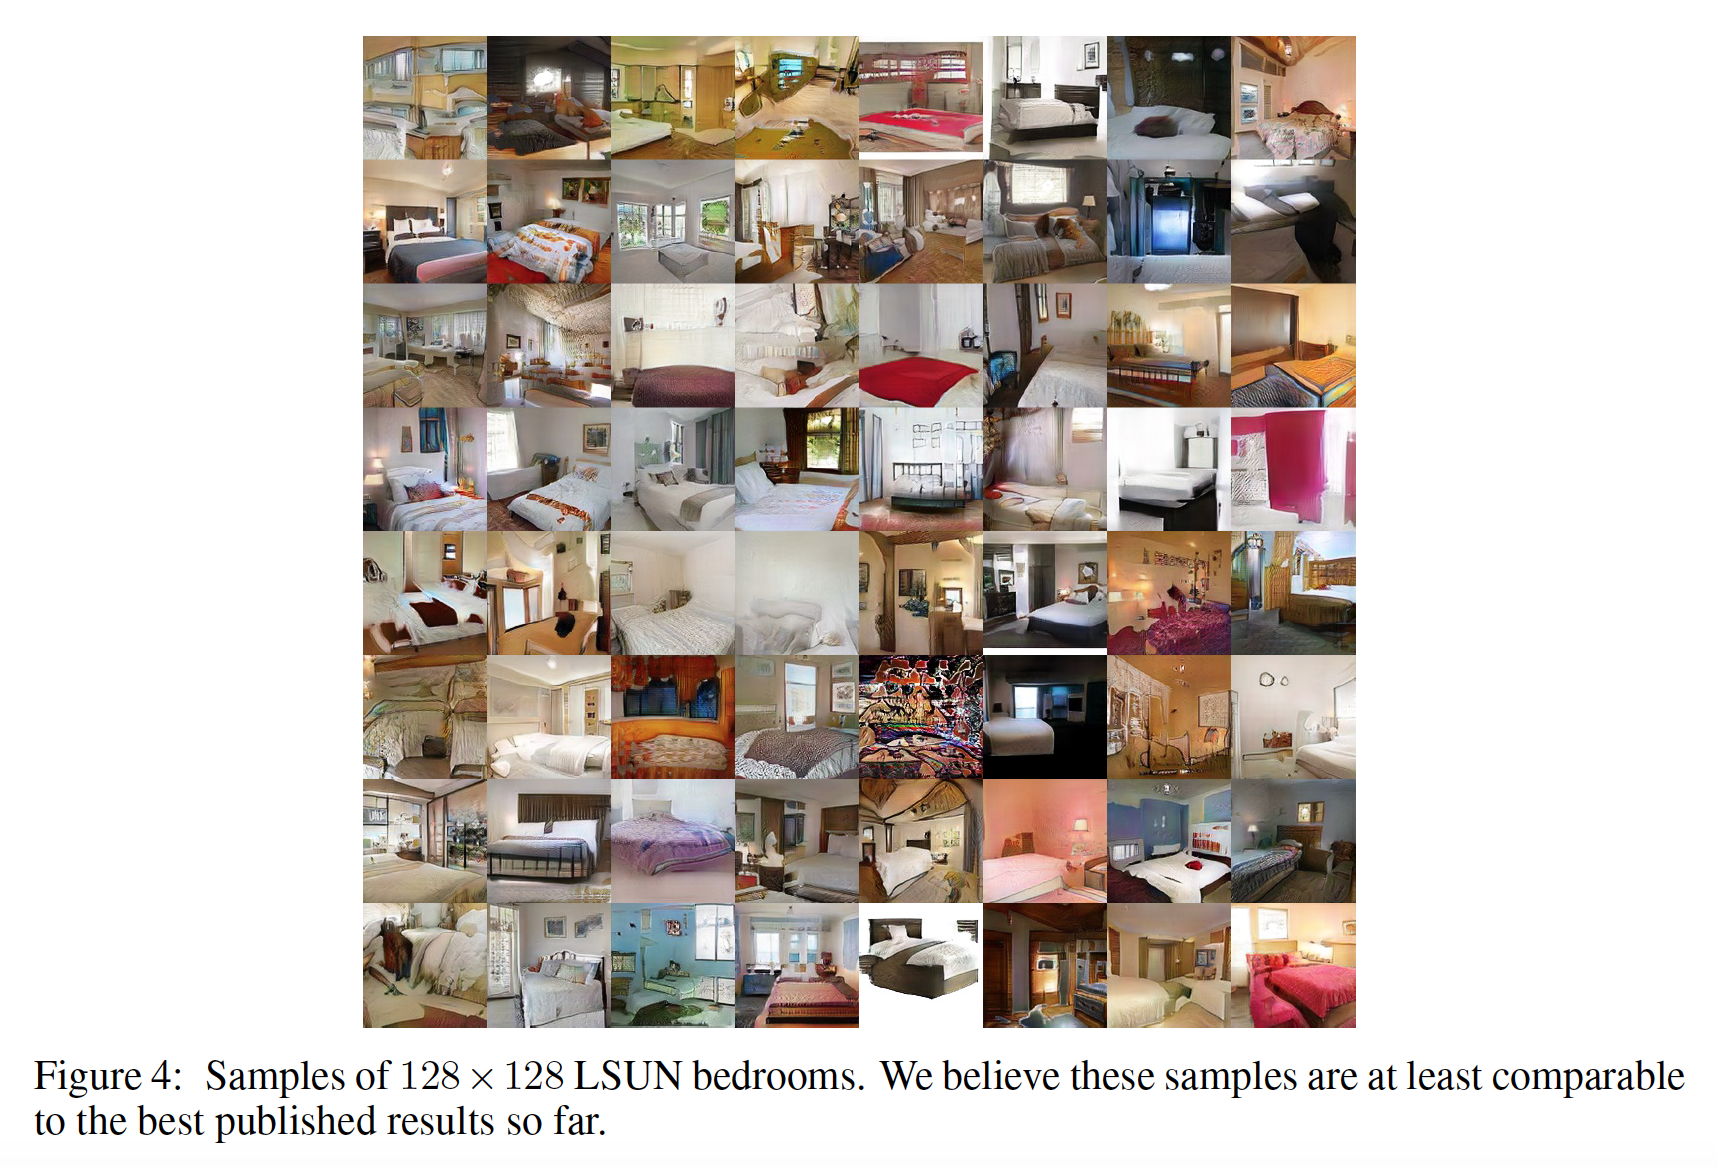 Figure 4: Samples of 128 × 128 LSUN bedrooms. We believe these samples are at least comparable
to the best published results so far.